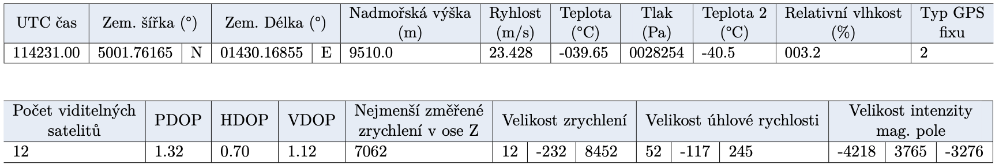 UTC čas Zem. šířka (°) Zem. Délka (°) Nadmořská výška (m) Ryhlost (m/s) Teplota (°C) Tlak (Pa) Teplota 2 (°C) Relativní vlhkost (%) Typ GPS fixu
114231.00 5001.76165 N 01430.16855 E 9510.0 23.428 -039.65 0028254 -40.5 003.2 2
Počet viditelných satelitů PDOP HDOP VDOP Nejmenší změřené zrychlení v ose Z Velikost zrychlení Velikost úhlové rychlosti Velikost intenzity mag. pole
12 1.32 0.70 1.12 7062 12 -232 8452 52 -117 245 -4218 3765 -3276